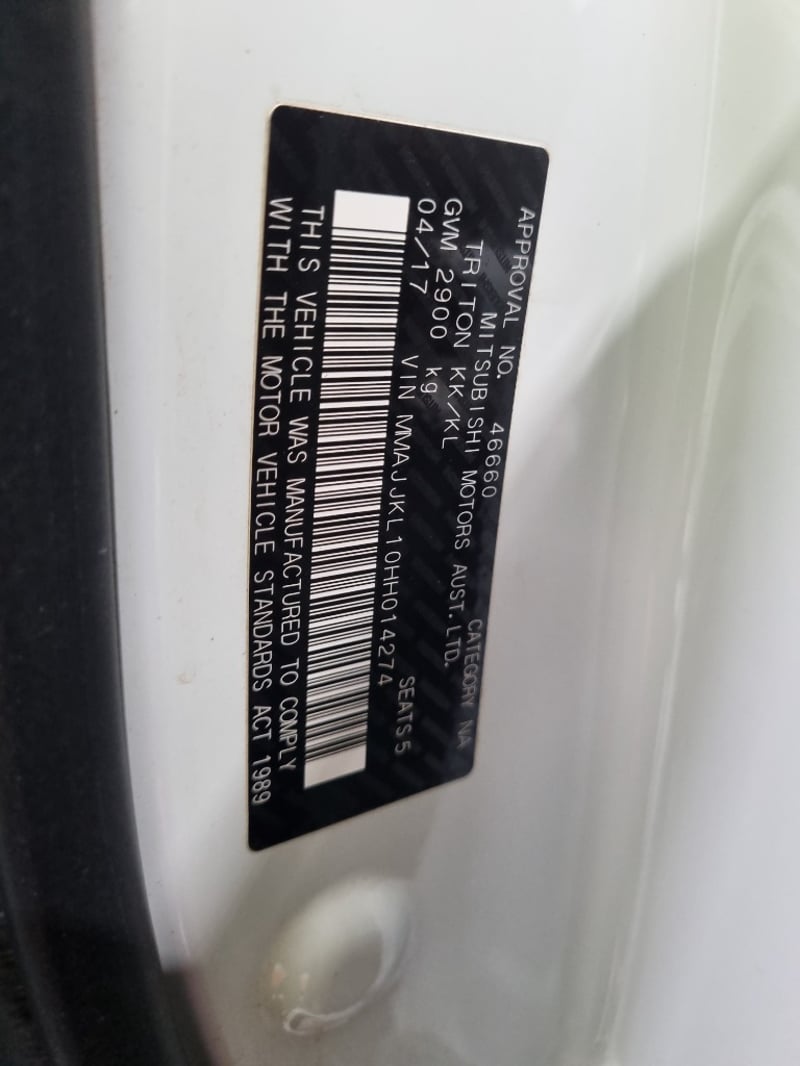 APPROVAL NO. 46660 CATEGORY NA
MITSUBISHI MOTORS AUST.LTD.
TRITON KK/KL
GVM 2900 kg SEATS 5
04/17 VIN MMAJJKL10HH014274
THIS VEHICLE WAS MANUFACTURED TO COMPLY
WITH THE MOTOR VEHICLE STANDARDS ACT 1989